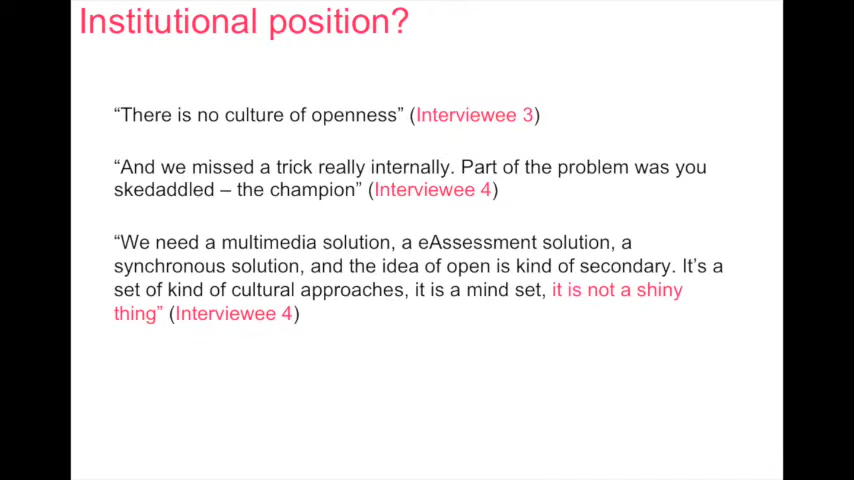 Institutional position?
“There is no culture of openness” (Interviewee 3)
“And we missed a trick really internally. Part of the problem was you
skedaddled – the champion” (Interviewee 4)
“We need a multimedia solution, a eAssessment solution, a
synchronous solution, and the idea of open is kind of secondary. It’s a
set of kind of cultural approaches, it is a mind set, it is not a shiny
thing” (Interviewee 4)